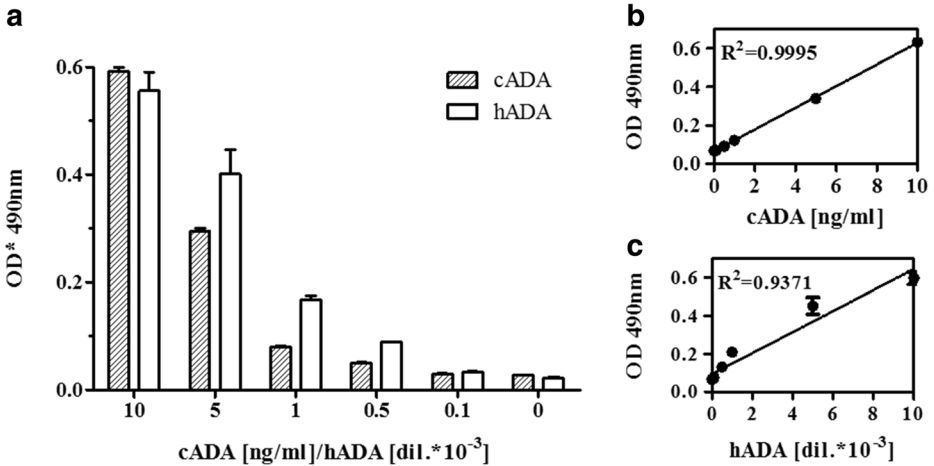 a
OD* 490nm
0.6
0.4
0.2
0.0
cADA
hADA
10 5 1 0.5 0.1 0
cADA [ng/ml]/hADA [dil.*10⁻³]
b
OD 490nm
R²=0.9995
0.6
0.4
0.2
0.0
0 2 4 6 8 10
cADA [ng/ml]
c
OD 490nm
R²=0.9371
0.6
0.4
0.2
0.0
0 2 4 6 8 10
hADA [dil.*10⁻³]